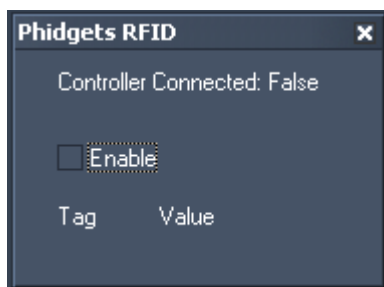 Phidgets RFID
Controller Connected: False
Enable
Tag Value